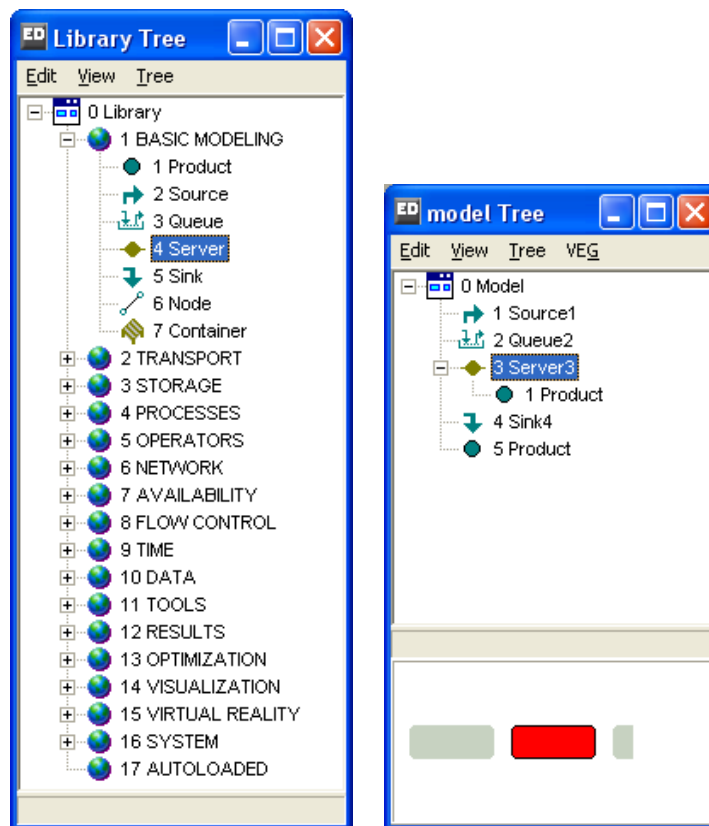 ED Library Tree
Edit View Tree
0 Library
1 BASIC MODELING
1 Product
2 Source
3 Queue
4 Server
5 Sink
6 Node
7 Container
2 TRANSPORT
3 STORAGE
4 PROCESSES
5 OPERATORS
6 NETWORK
7 AVAILABILITY
8 FLOW CONTROL
9 TIME
10 DATA
11 TOOLS
12 RESULTS
13 OPTIMIZATION
14 VISUALIZATION
15 VIRTUAL REALITY
16 SYSTEM
17 AUTOLOADED
ED model Tree
Edit View Tree VEG
0 Model
1 Source1
2 Queue2
3 Server3
1 Product
4 Sink4
5 Product